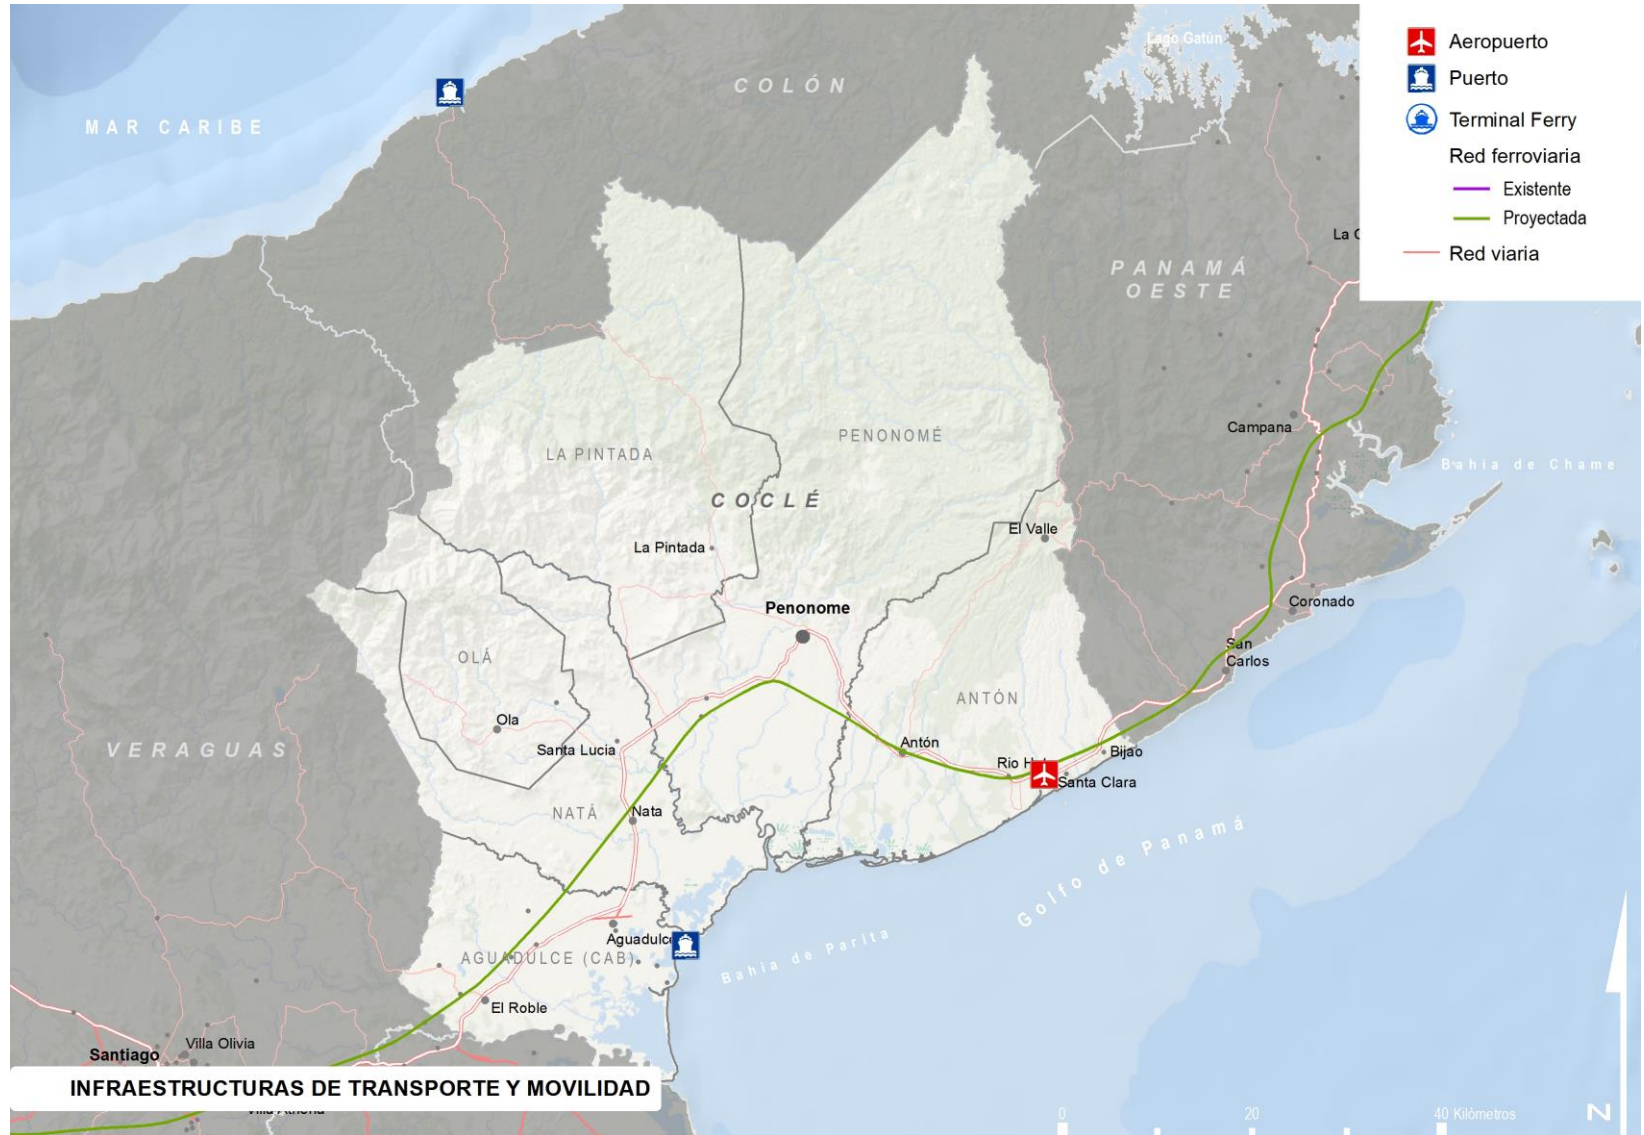 Lago Gatún
Aeropuerto
Puerto
Terminal Ferry
Red ferroviaria
Existente
Proyectada
Red viaria
COLÓN
MAR CARIBE
PANAMÁ
OESTE
Campana
PENONOMÉ
LA PINTADA
Bahia de Chame
COCLÉ
El Valle
La Pintada
Penonome
Coronado
San
Carlos
OLÁ
ANTÓN
Ola
VERAGUAS
Santa Lucia
Antón
Bijao
Rio
Santa Clara
NATÁ
Nata
Golfo de Panamá
Aguadulce
Bahia de Parita
AGUADULCE (CAB)
El Roble
Villa Olivia
Santiago
INFRAESTRUCTURAS DE TRANSPORTE Y MOVILIDAD
0 20 40 Kilómetros
N